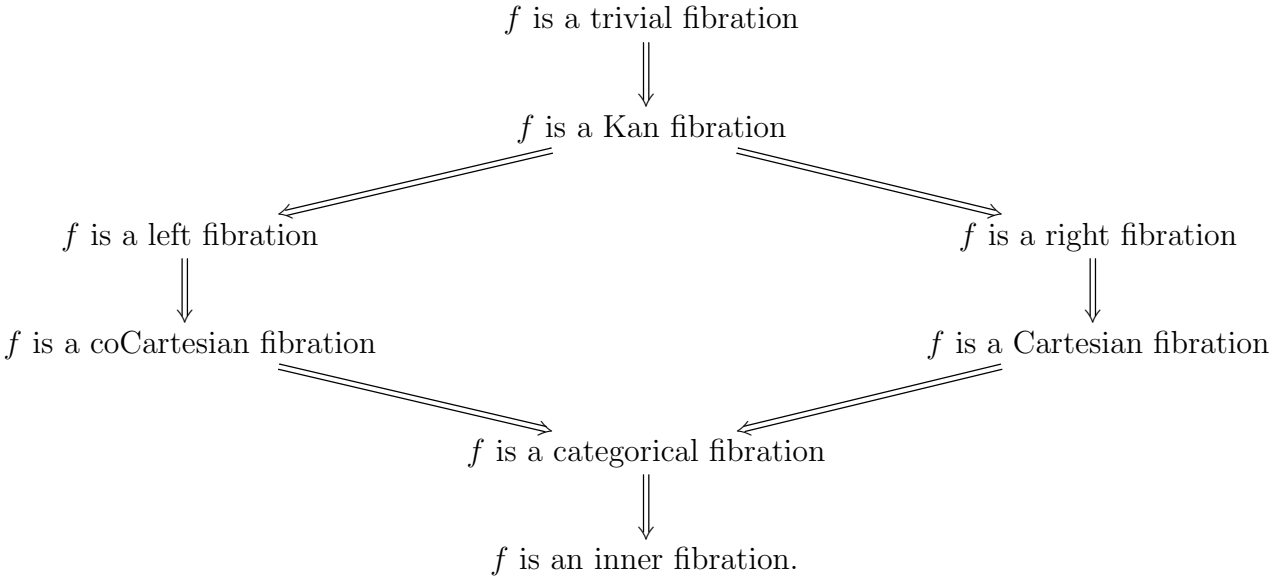 f is a trivial fibration
f is a Kan fibration
f is a left fibration
f is a right fibration
f is a coCartesian fibration
f is a Cartesian fibration
f is a categorical fibration
f is an inner fibration.